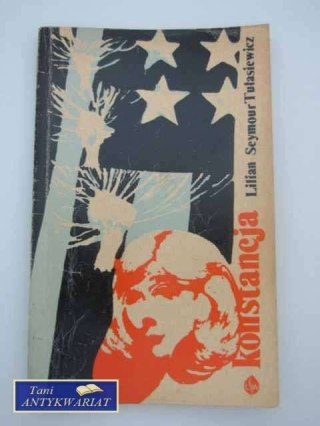 konstancja
Lilian Seymour Tułasiewicz
Tani
ANTYKWARIAT